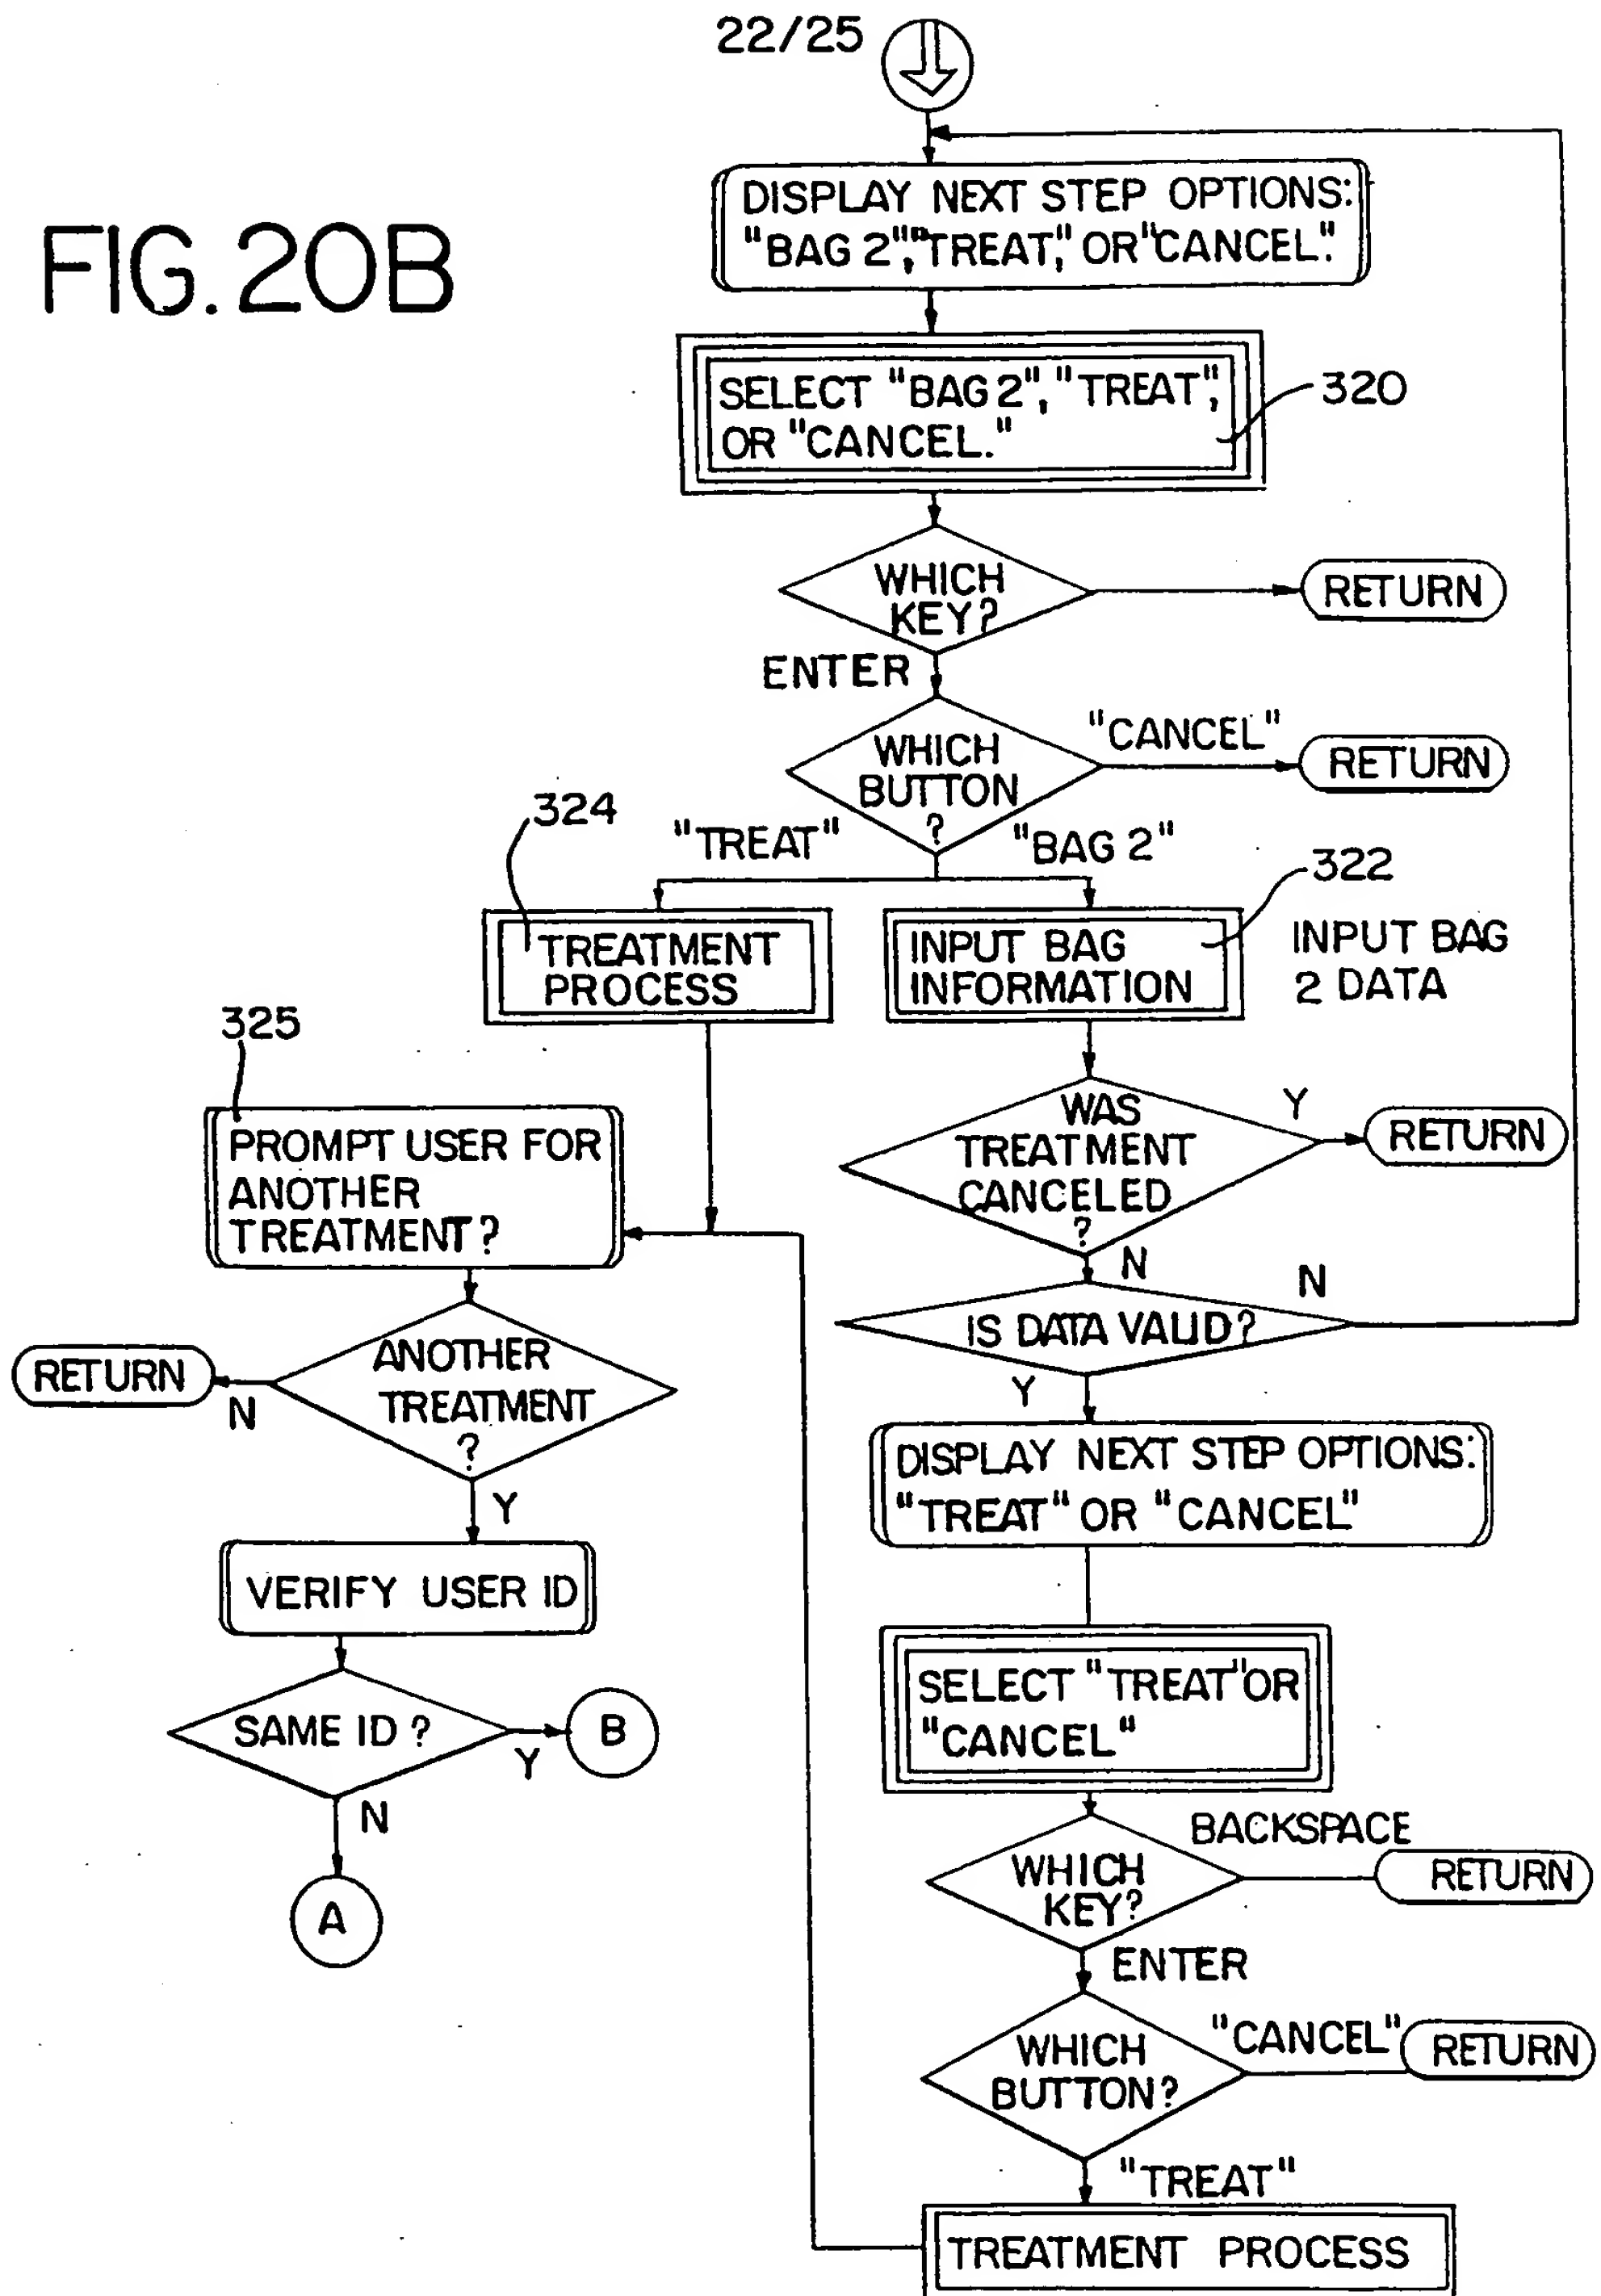 22/25
FIG. 20B
DISPLAY NEXT STEP OPTIONS:
"BAG 2", "TREAT," OR "CANCEL."
SELECT "BAG 2", "TREAT",
OR "CANCEL."
320
WHICH
KEY?
RETURN
ENTER
WHICH
BUTTON
?
"CANCEL"
RETURN
324
"TREAT"
"BAG 2"
322
TREATMENT
PROCESS
INPUT BAG
INFORMATION
INPUT BAG
2 DATA
325
PROMPT USER FOR
ANOTHER
TREATMENT?
WAS
TREATMENT
CANCELED
?
Y
RETURN
N
N
IS DATA VALID?
Y
RETURN
N
ANOTHER
TREATMENT
?
Y
DISPLAY NEXT STEP OPTIONS:
"TREAT" OR "CANCEL"
VERIFY USER ID
SELECT "TREAT" OR
"CANCEL"
SAME ID?
Y
B
N
A
WHICH
KEY?
BACKSPACE
RETURN
ENTER
WHICH
BUTTON?
"CANCEL"
RETURN
"TREAT"
TREATMENT PROCESS